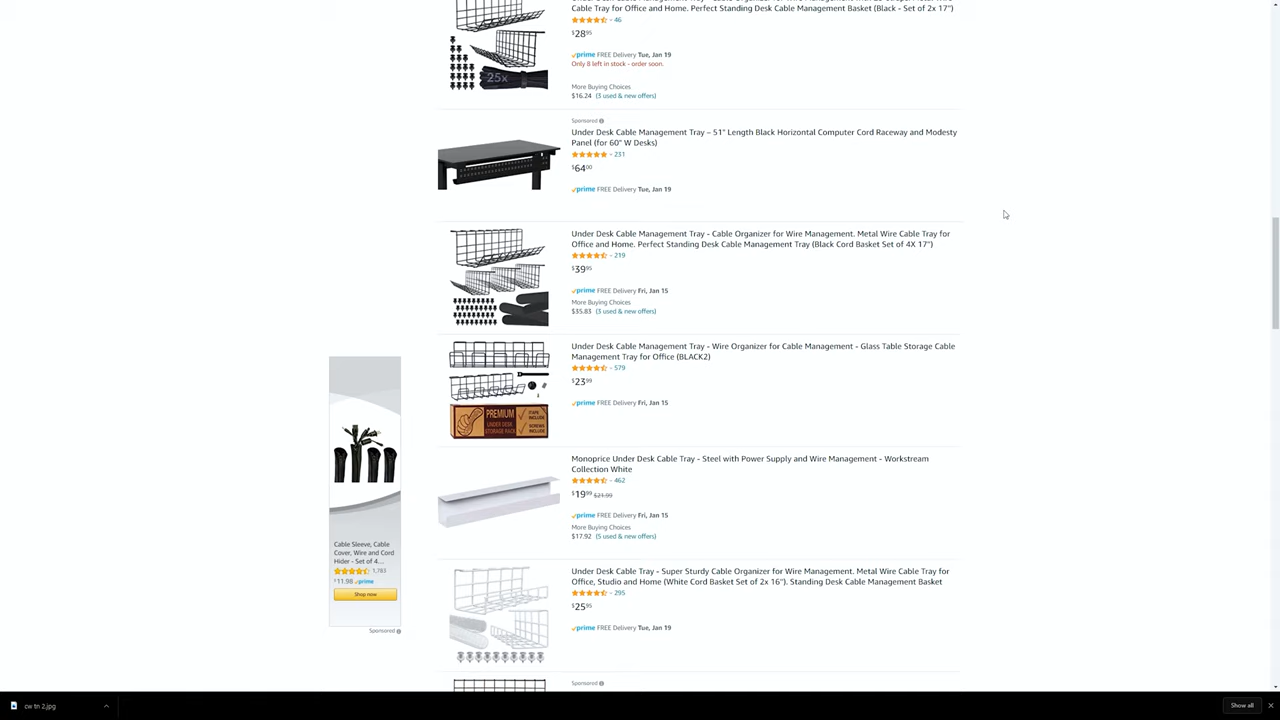 Cable Tray for Office and Home. Perfect Standing Desk Cable Management Basket (Black - Set of 2x 17")
46
$28.95
prime FREE Delivery Tue, Jan 19
Only 8 left in stock - order soon.
25x
More Buying Choices
$16.24 (3 used & new offers)
Sponsored
Under Desk Cable Management Tray – 51" Length Black Horizontal Computer Cord Raceway and Modesty
Panel (for 60" W Desks)
231
$64.00
prime FREE Delivery Tue, Jan 19
Under Desk Cable Management Tray - Cable Organizer for Wire Management. Metal Wire Cable Tray for
Office and Home. Perfect Standing Desk Cable Management Tray (Black Cord Basket Set of 4X 17")
219
$39.95
prime FREE Delivery Fri, Jan 15
More Buying Choices
$35.83 (3 used & new offers)
Under Desk Cable Management Tray - Wire Organizer for Cable Management - Glass Table Storage Cable
Management Tray for Office (BLACK2)
579
$23.99
prime FREE Delivery Fri, Jan 15
PREMIUM
UNDER DESK
STORAGE RACK
Monoprice Under Desk Cable Tray - Steel with Power Supply and Wire Management - Workstream
Collection White
462
$19.99 $21.99
prime FREE Delivery Fri, Jan 15
More Buying Choices
$17.92 (5 used & new offers)
Cable Sleeve, Cable
Cover, Wire and Cord
Hider - Set of 4...
1,783
$11.98 prime
Shop now
Sponsored
Under Desk Cable Tray - Super Sturdy Cable Organizer for Wire Management. Metal Wire Cable Tray for
Office, Studio and Home (White Cord Basket Set of 2x 16"). Standing Desk Cable Management Basket
295
$25.95
prime FREE Delivery Tue, Jan 19
Sponsored
cw tn 2.jpg
Show all